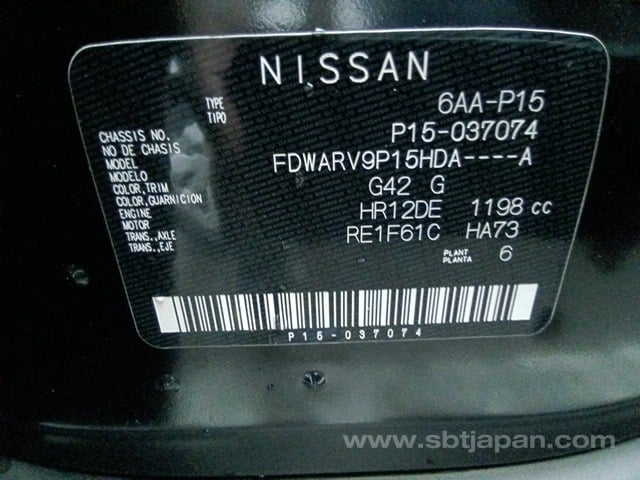 NISSAN
TYPE 6AA-P15
TIPO
CHASSIS NO. P15-037074
NO DE CHASIS
MODEL FDWARV9P15HDA----A
MODELO
COLOR,TRIM G42 G
COLOR,GUARNICION
ENGINE HR12DE 1198 cc
MOTOR
TRANS.,AXLE RE1F61C HA73
TRANS.,EJE
PLANT 6
PLANTA
P15-037074
www.sbtjapan.com